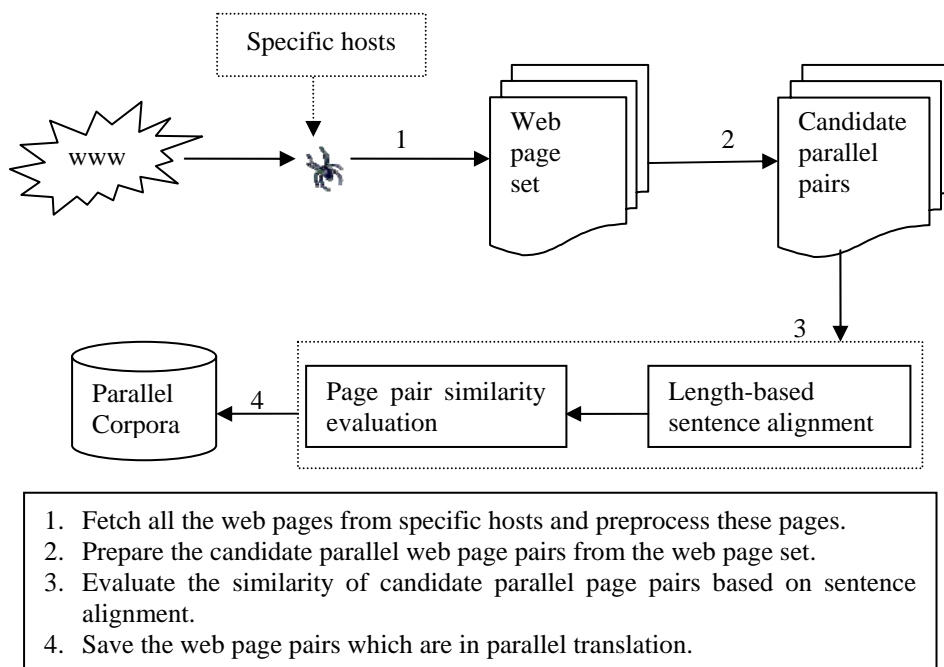 Specific hosts
WWW
1
Web
page
set
2
Candidate
parallel
pairs
3
Parallel
Corpora
4
Page pair similarity
evaluation
Length-based
sentence alignment
1. Fetch all the web pages from specific hosts and preprocess these pages.
2. Prepare the candidate parallel web page pairs from the web page set.
3. Evaluate the similarity of candidate parallel page pairs based on sentence
alignment.
4. Save the web page pairs which are in parallel translation.